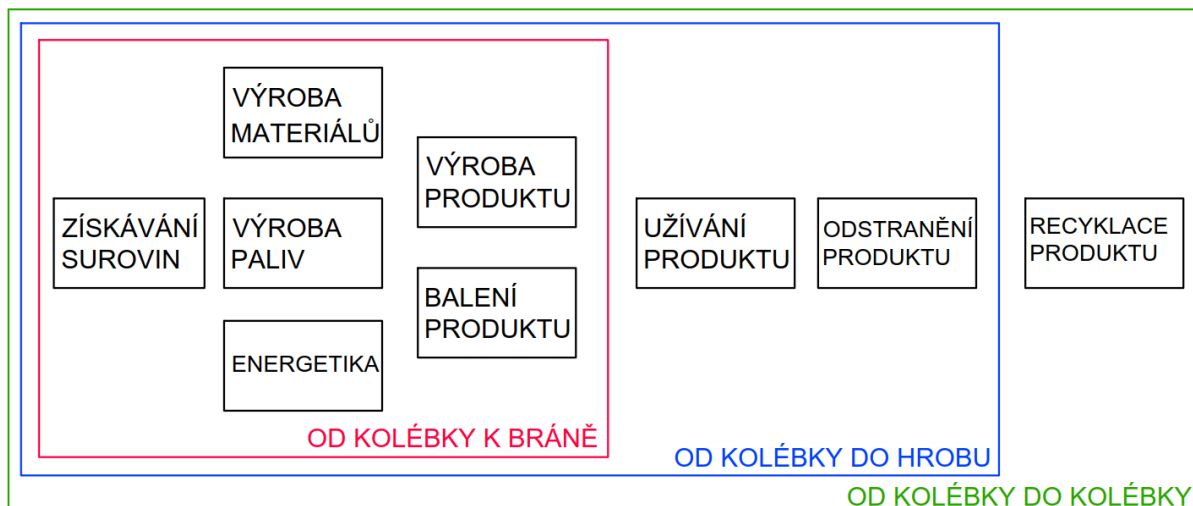 VÝROBA
MATERIÁLŮ
VÝROBA
PRODUKTU
ZÍSKÁVÁNÍ
SUROVIN
VÝROBA
PALIV
UŽÍVÁNÍ
PRODUKTU
ODSTRANĚNÍ
PRODUKTU
RECYKLACE
PRODUKTU
BALENÍ
PRODUKTU
ENERGETIKA
OD KOLÉBKY K BRÁNĚ
OD KOLÉBKY DO HROBU
OD KOLÉBKY DO KOLÉBKY